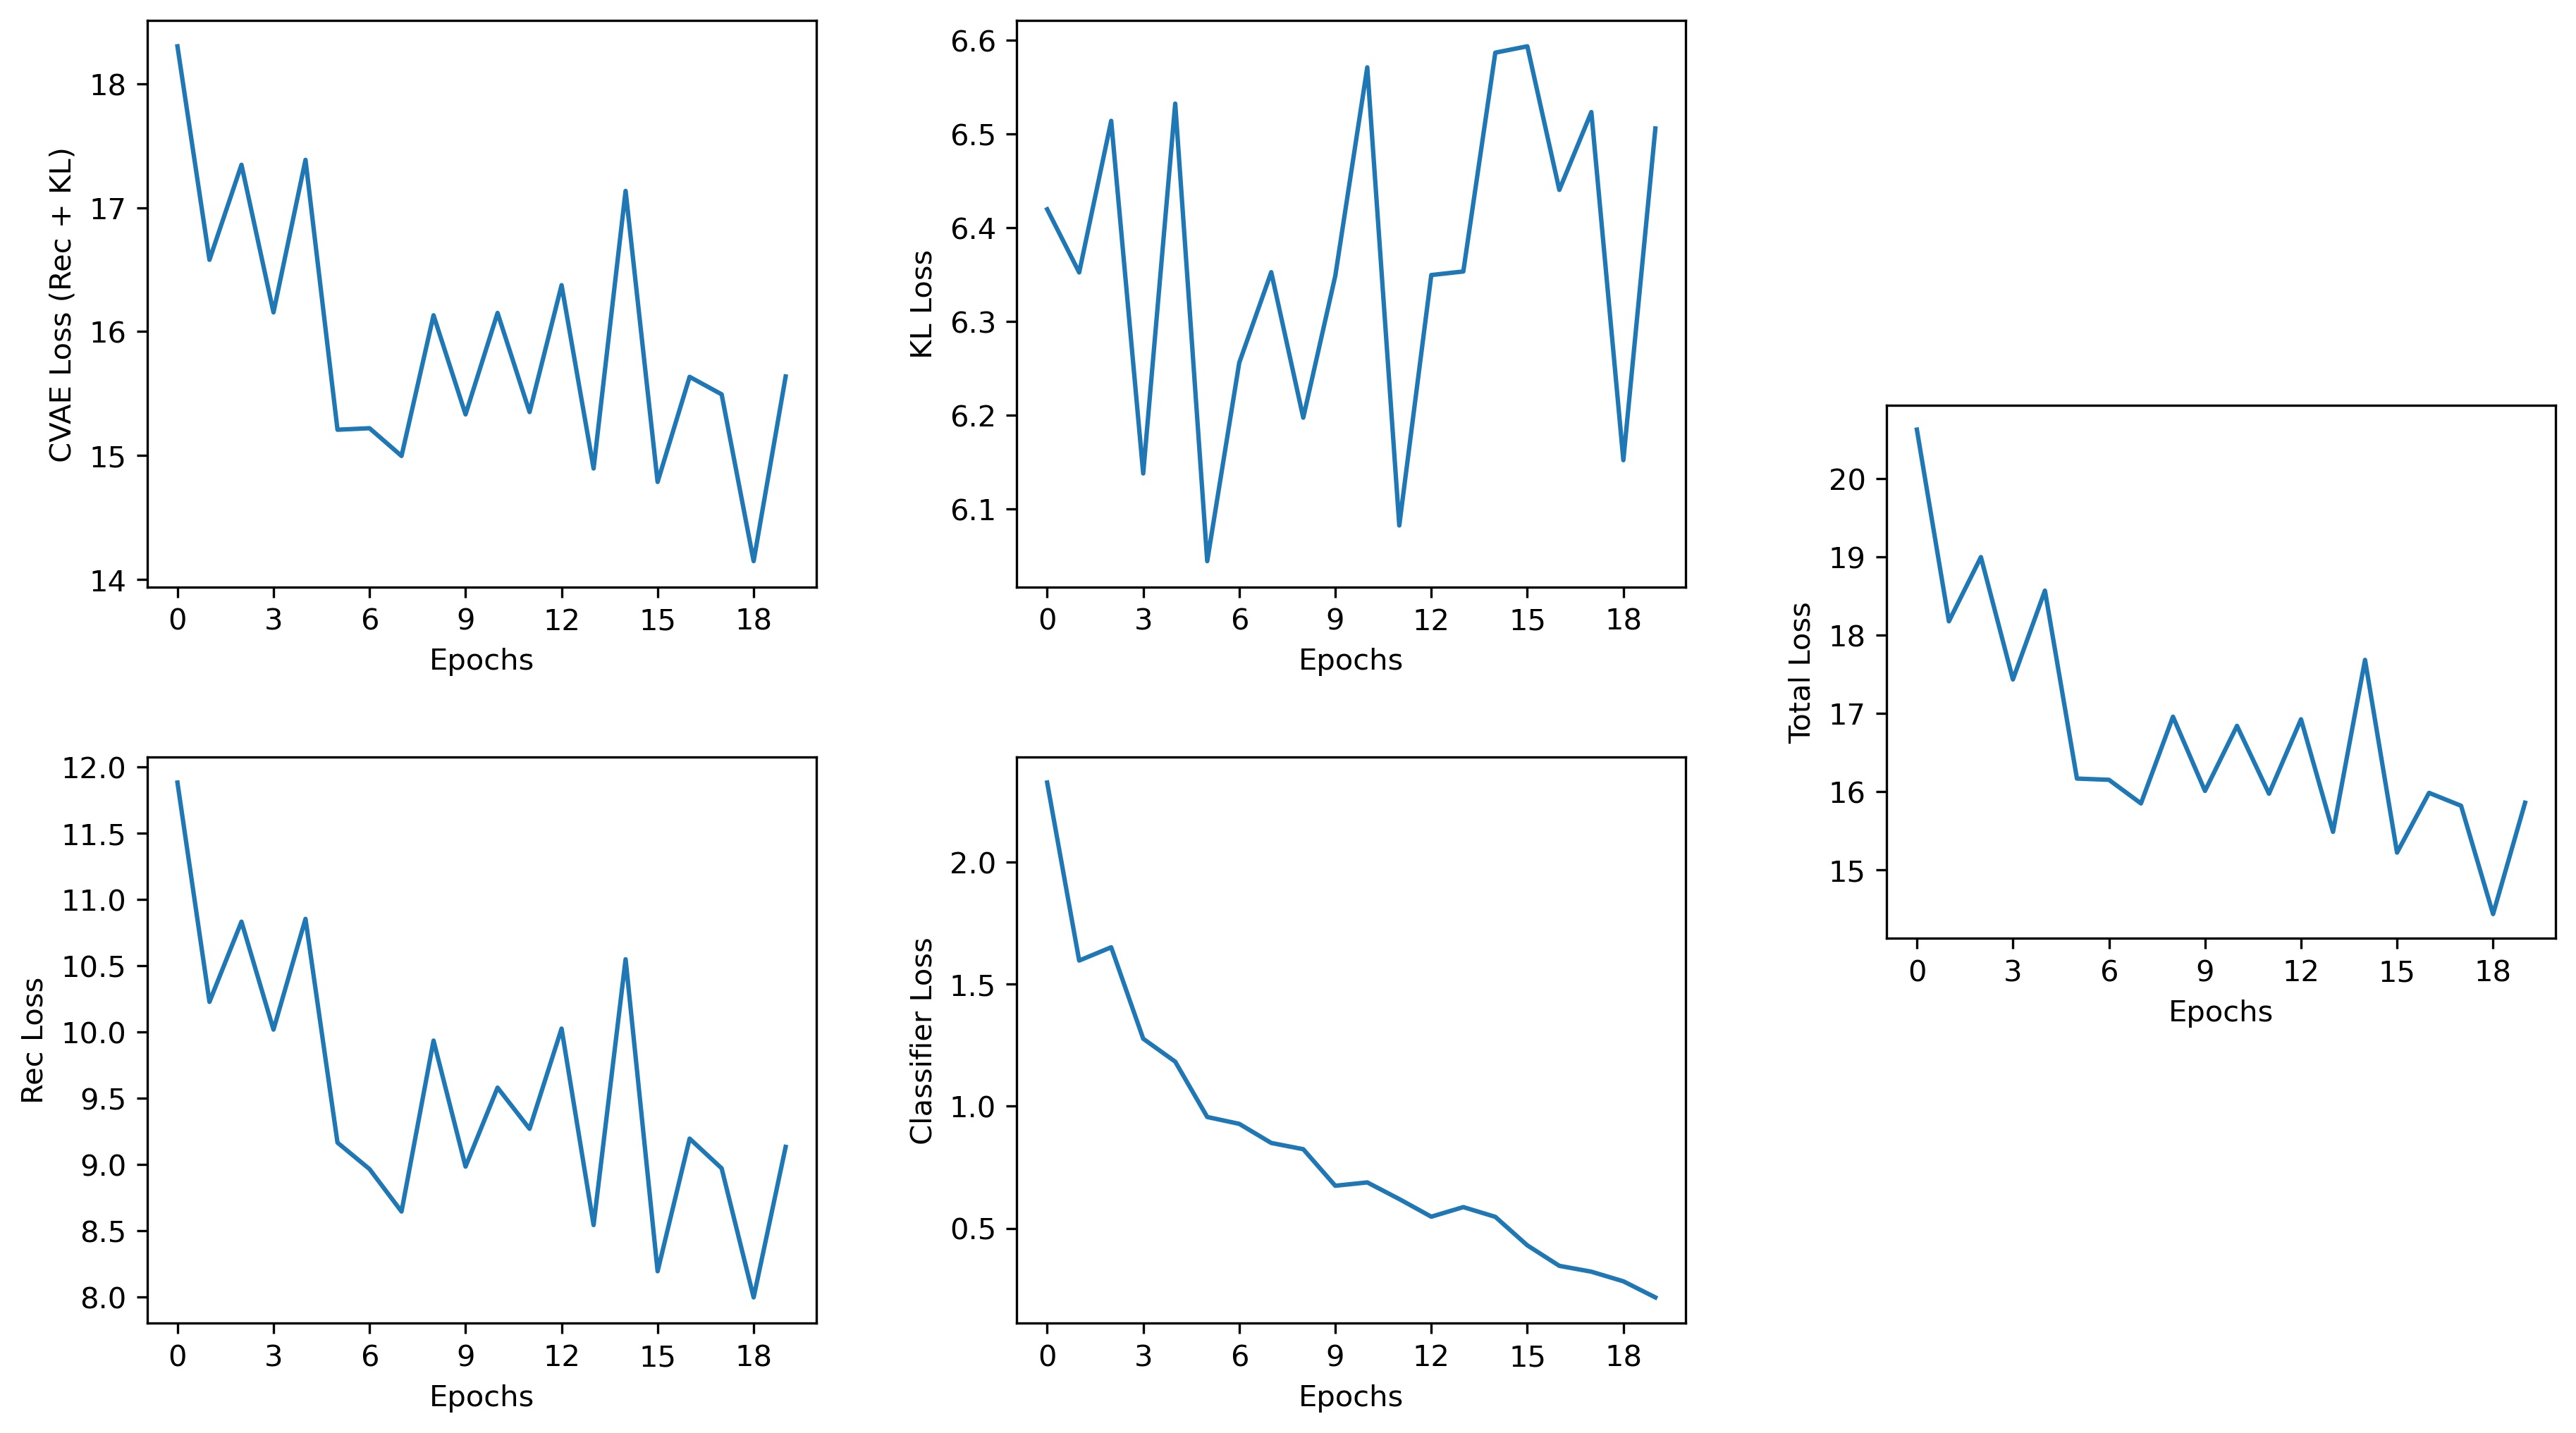 CVAE Loss (Rec + KL)
18
17
16
15
14
0 3 6 9 12 15 18
Epochs
KL Loss
6.6
6.5
6.4
6.3
6.2
6.1
0 3 6 9 12 15 18
Epochs
Rec Loss
12.0
11.5
11.0
10.5
10.0
9.5
9.0
8.5
8.0
0 3 6 9 12 15 18
Epochs
Classifier Loss
2.0
1.5
1.0
0.5
0 3 6 9 12 15 18
Epochs
Total Loss
20
19
18
17
16
15
0 3 6 9 12 15 18
Epochs